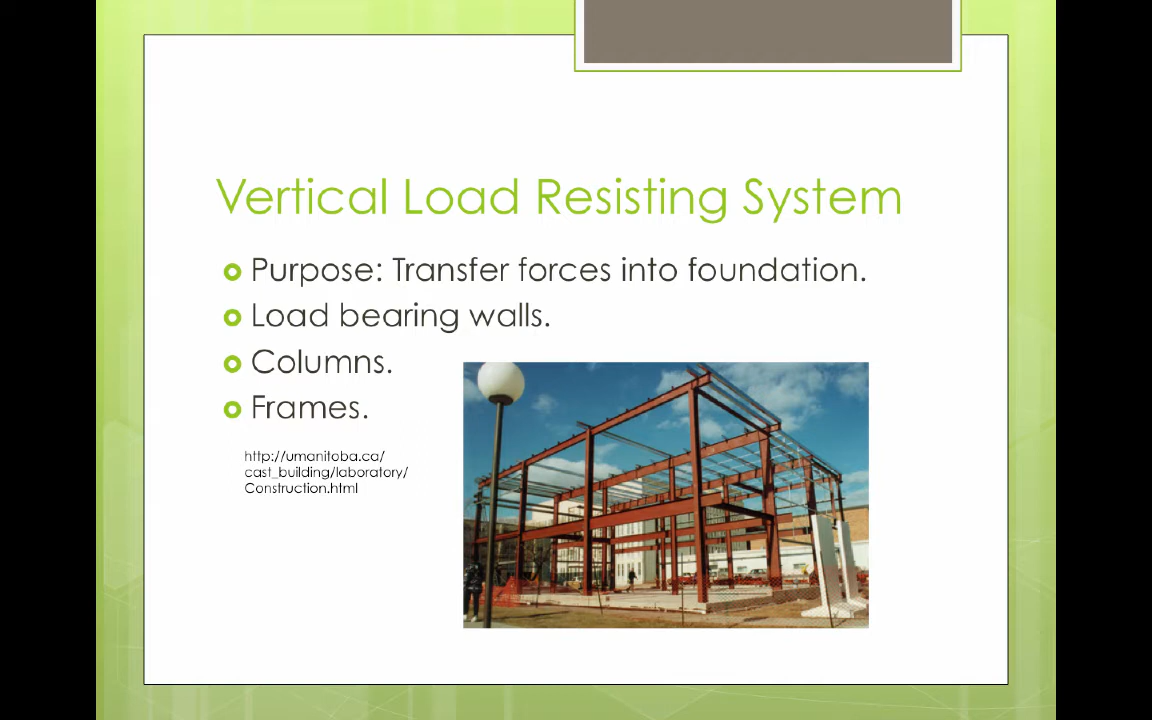 Vertical Load Resisting System
Purpose: Transfer forces into foundation.
Load bearing walls.
Columns.
Frames.
http://umanitoba.ca/
cast_building/laboratory/
Construction.html